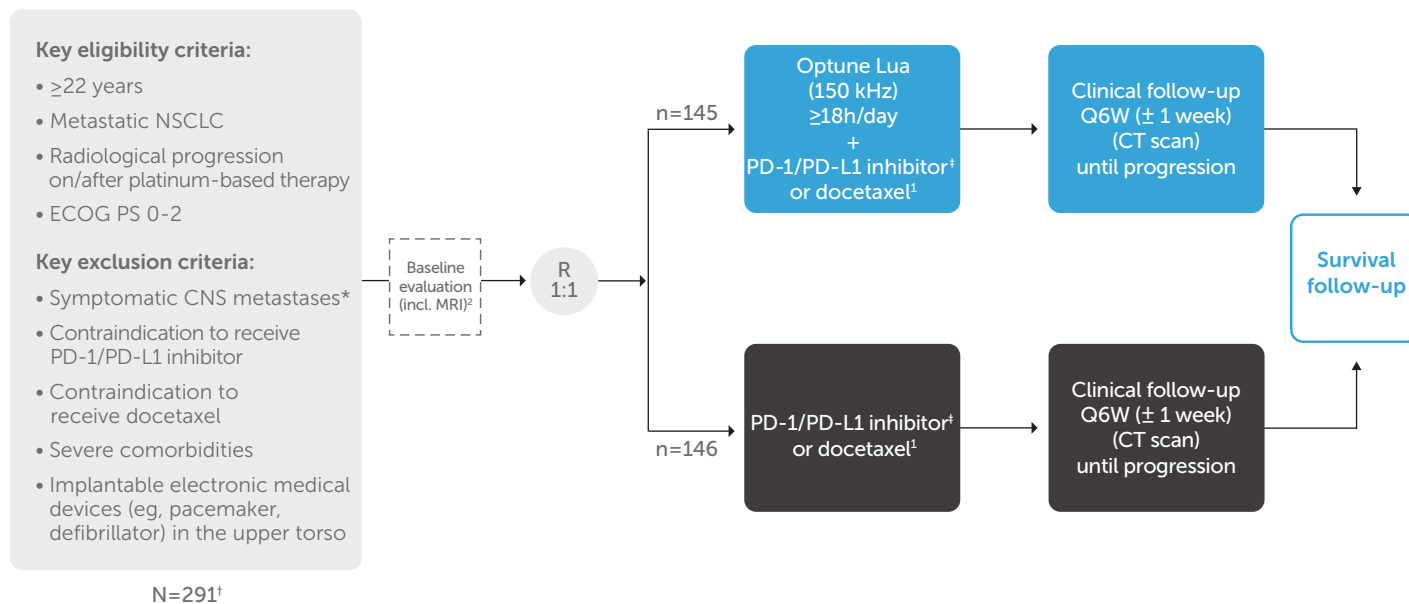 Key eligibility criteria:
• ≥22 years
• Metastatic NSCLC
• Radiological progression
on/after platinum-based therapy
• ECOG PS 0-2
Key exclusion criteria:
• Symptomatic CNS metastases*
• Contraindication to receive
PD-1/PD-L1 inhibitor
• Contraindication to
receive docetaxel
• Severe comorbidities
• Implantable electronic medical
devices (eg, pacemaker,
defibrillator) in the upper torso
N=291†
Baseline
evaluation
(incl. MRI)²
R
1:1
n=145
Optune Lua
(150 kHz)
≥18h/day
+
PD-1/PD-L1 inhibitor‡
or docetaxel¹
Clinical follow-up
Q6W (± 1 week)
(CT scan)
until progression
n=146
PD-1/PD-L1 inhibitor‡
or docetaxel¹
Clinical follow-up
Q6W (± 1 week)
(CT scan)
until progression
Survival
follow-up